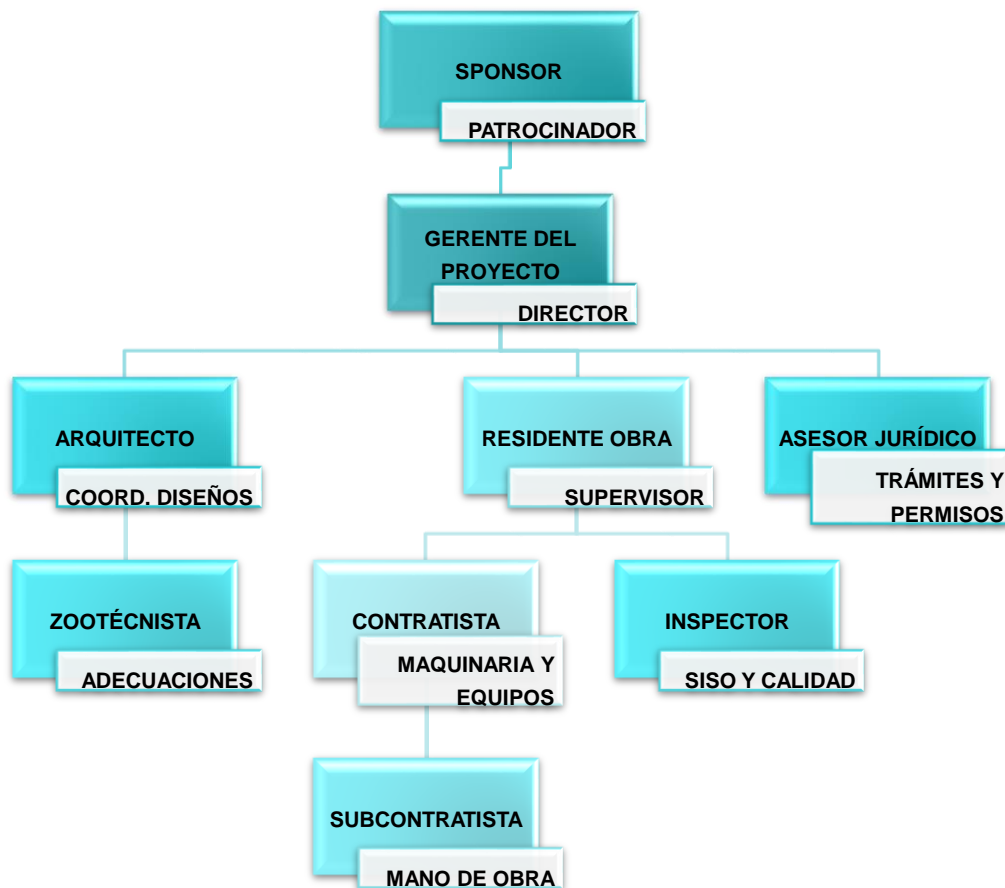 SPONSOR
PATROCINADOR
GERENTE DEL
PROYECTO
DIRECTOR
ARQUITECTO
COORD. DISEÑOS
RESIDENTE OBRA
SUPERVISOR
ASESOR JURÍDICO
TRÁMITES Y
PERMISOS
ZOOTÉCNISTA
ADECUACIONES
CONTRATISTA
MAQUINARIA Y
EQUIPOS
INSPECTOR
SISO Y CALIDAD
SUBCONTRATISTA
MANO DE OBRA